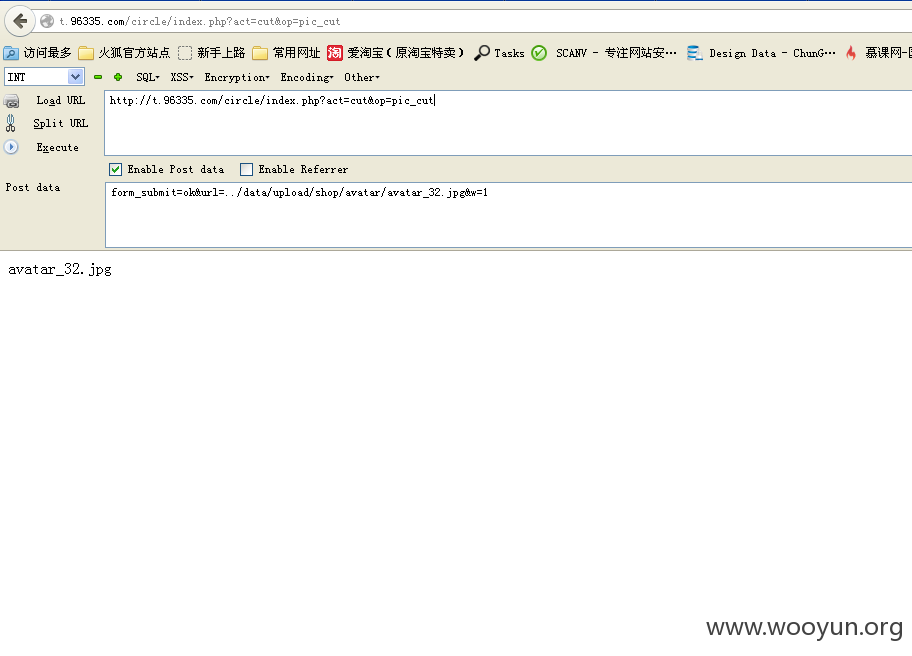 t.96335.com/circle/index.php?act=cut&op=pic_cut
访问最多 火狐官方站点 新手上路 常用网址 淘 爱淘宝（原淘宝特卖） Tasks SCANV - 专注网站安… Design Data - ChunG… 慕课网-国
INT SQL XSS Encryption Encoding Other
Load URL http://t.96335.com/circle/index.php?act=cut&op=pic_cut
Split URL
Execute
Enable Post data Enable Referrer
Post data form_submit=ok&url=../data/upload/shop/avatar/avatar_32.jpg&w=1
avatar_32.jpg
www.wooyun.org